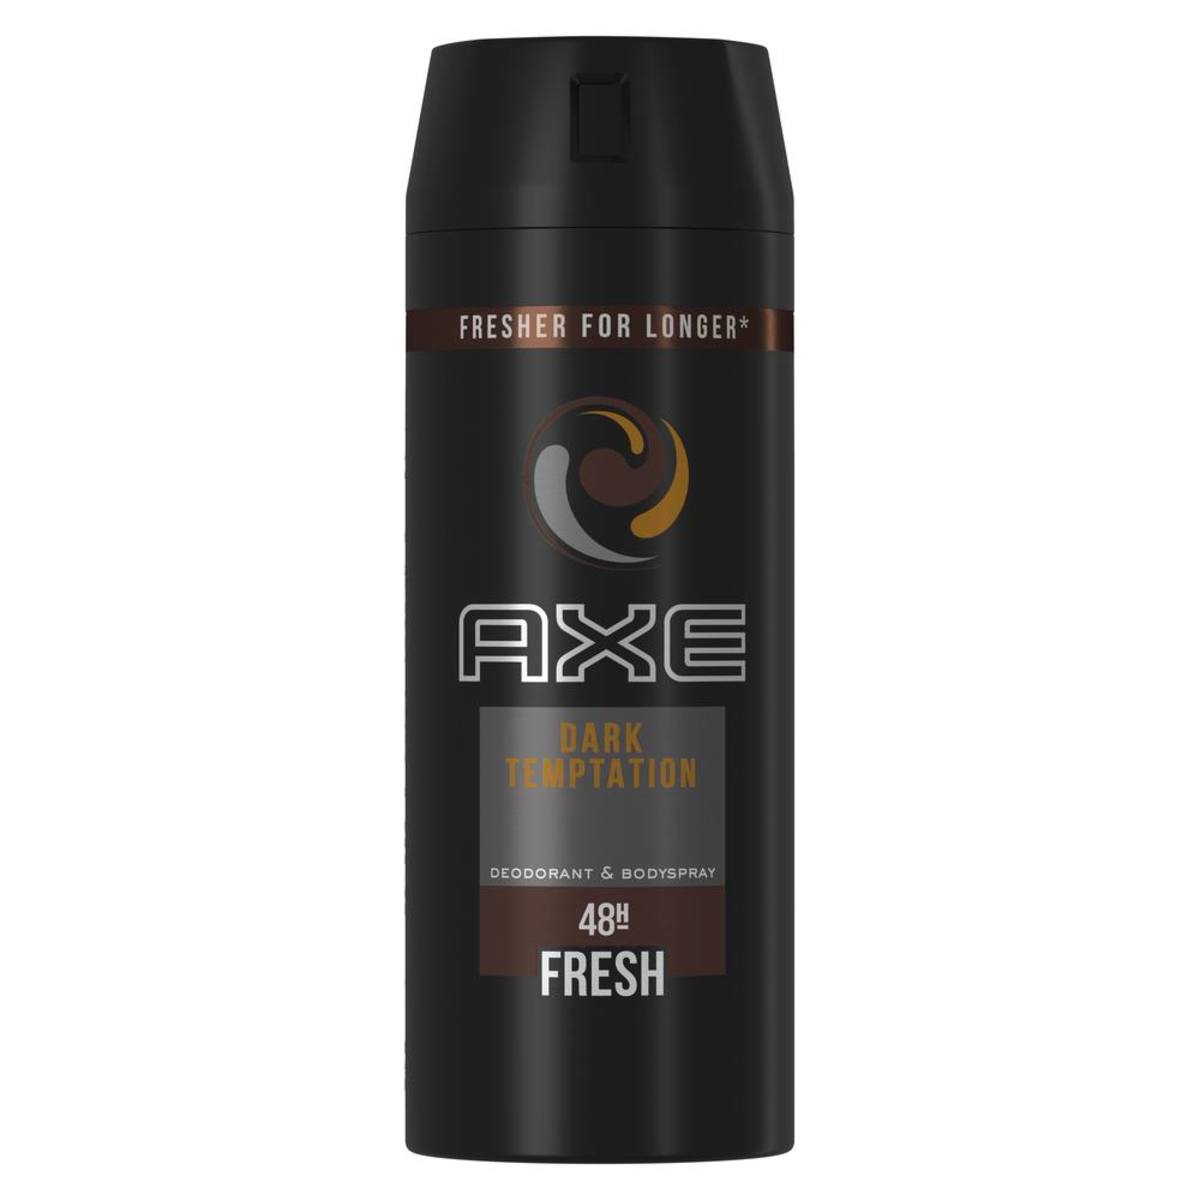 FRESHER FOR LONGER*
AXE
DARK
TEMPTATION
DEODORANT & BODYSPRAY
48H
FRESH